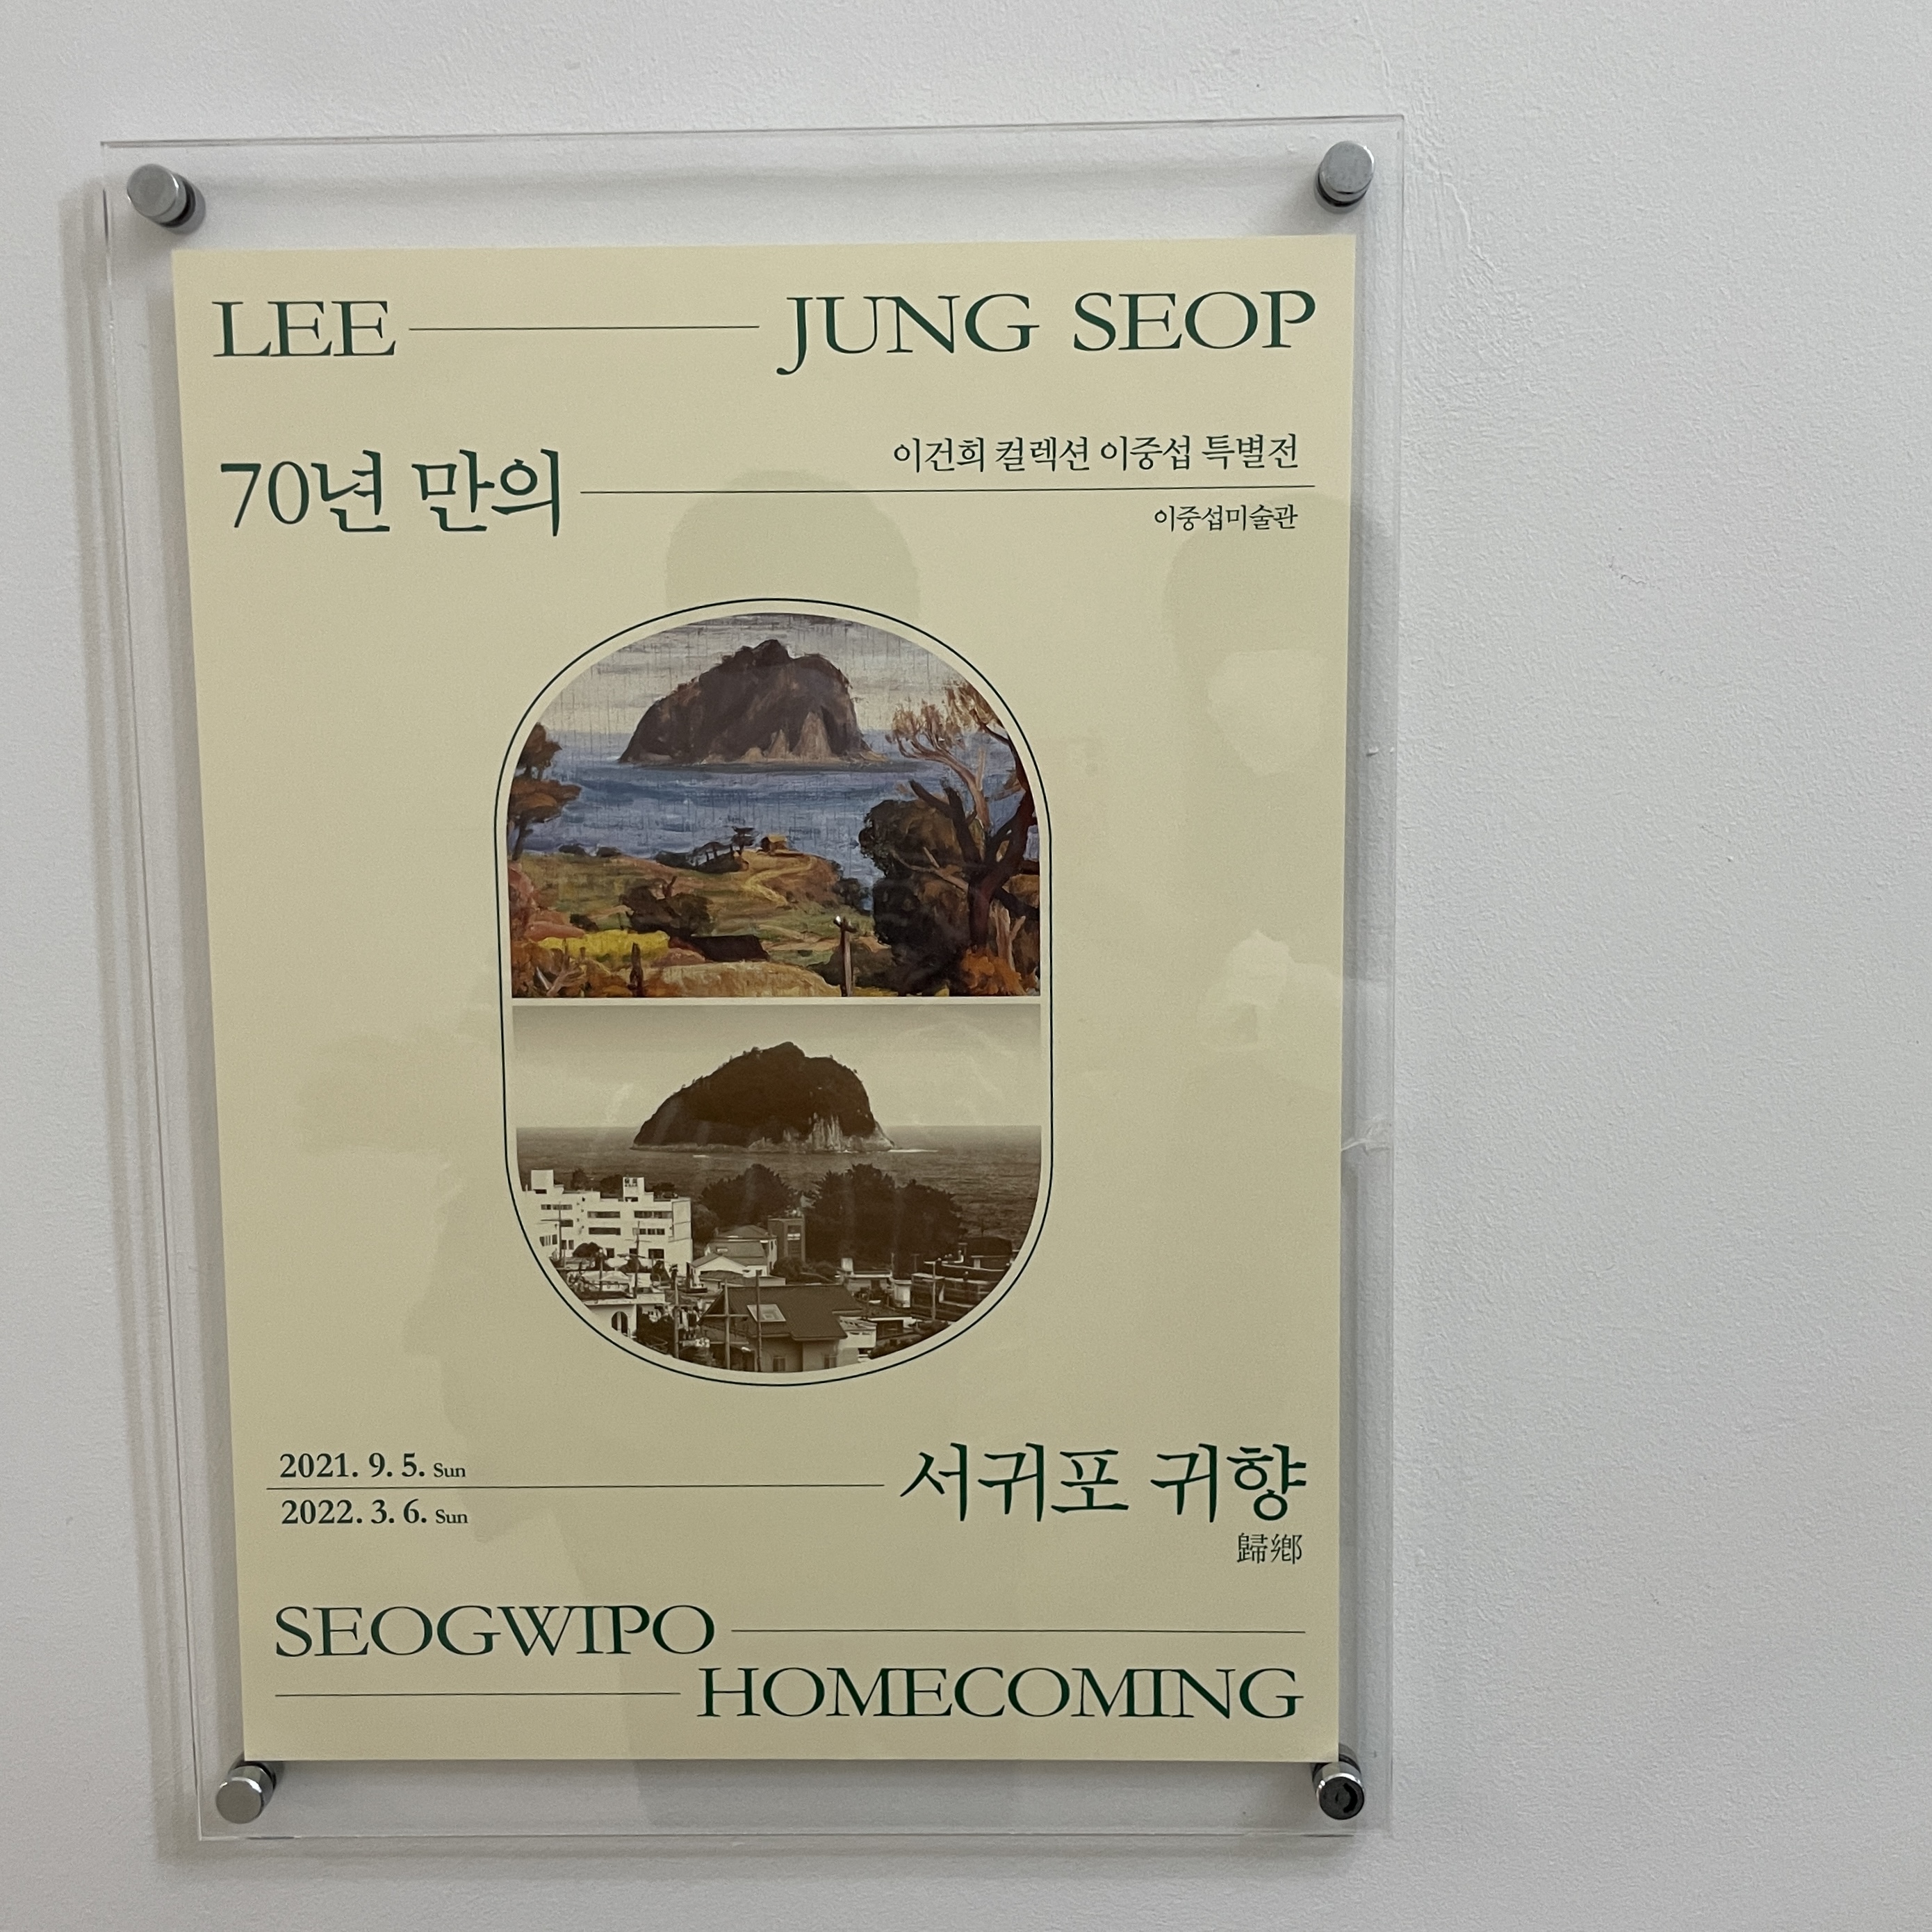 LEE JUNG SEOP
70년 만의
이건희 컬렉션 이중섭 특별전
이중섭미술관
2021. 9. 5. Sun
2022. 3. 6. Sun
서귀포 귀향
歸鄕
SEOGWIPO
HOMECOMING